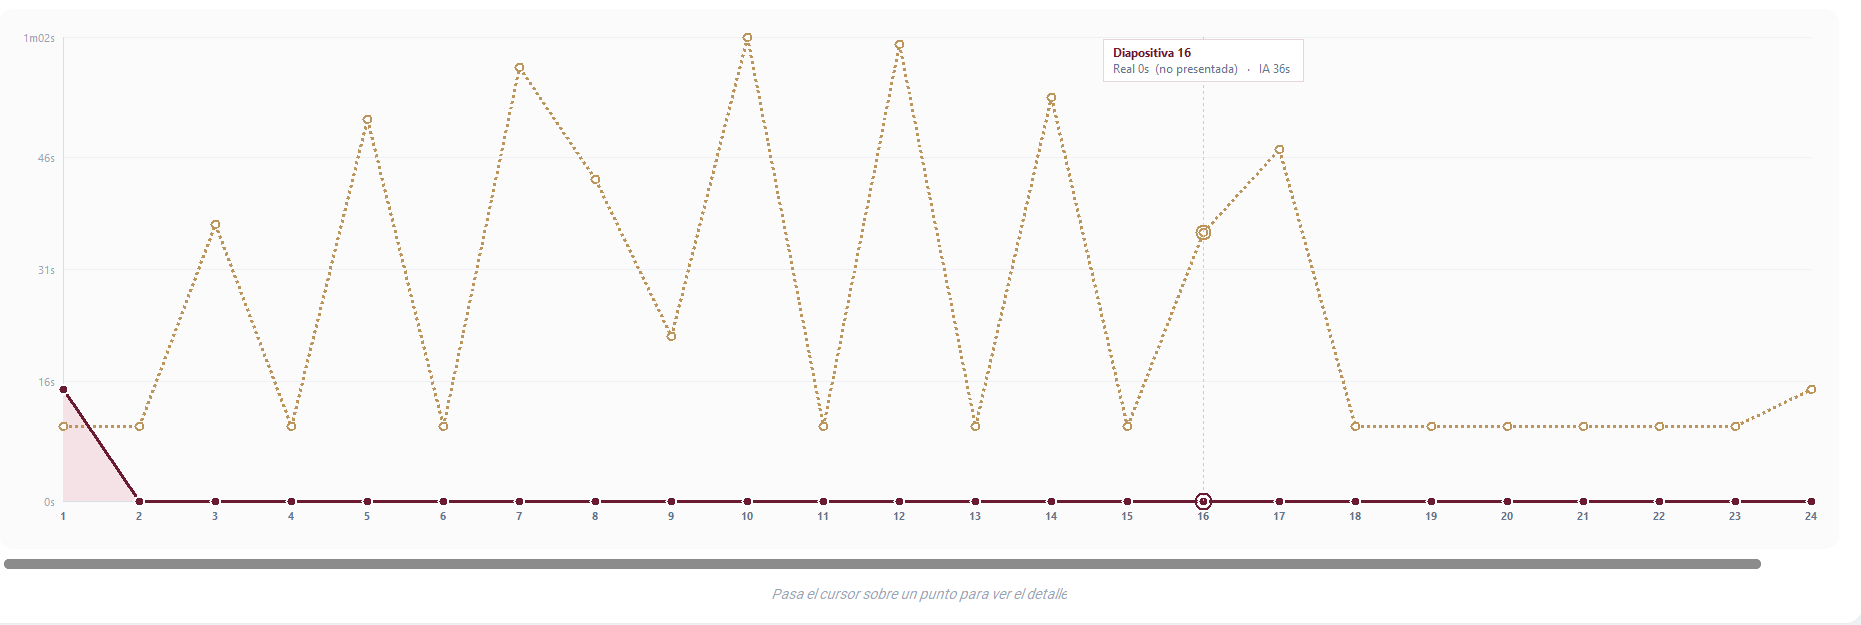 1m02s
Diapositiva 16
Real 0s (no presentada) · IA 36s
46s
31s
16s
0s
1 2 3 4 5 6 7 8 9 10 11 12 13 14 15 16 17 18 19 20 21 22 23 24
Pasa el cursor sobre un punto para ver el detalle